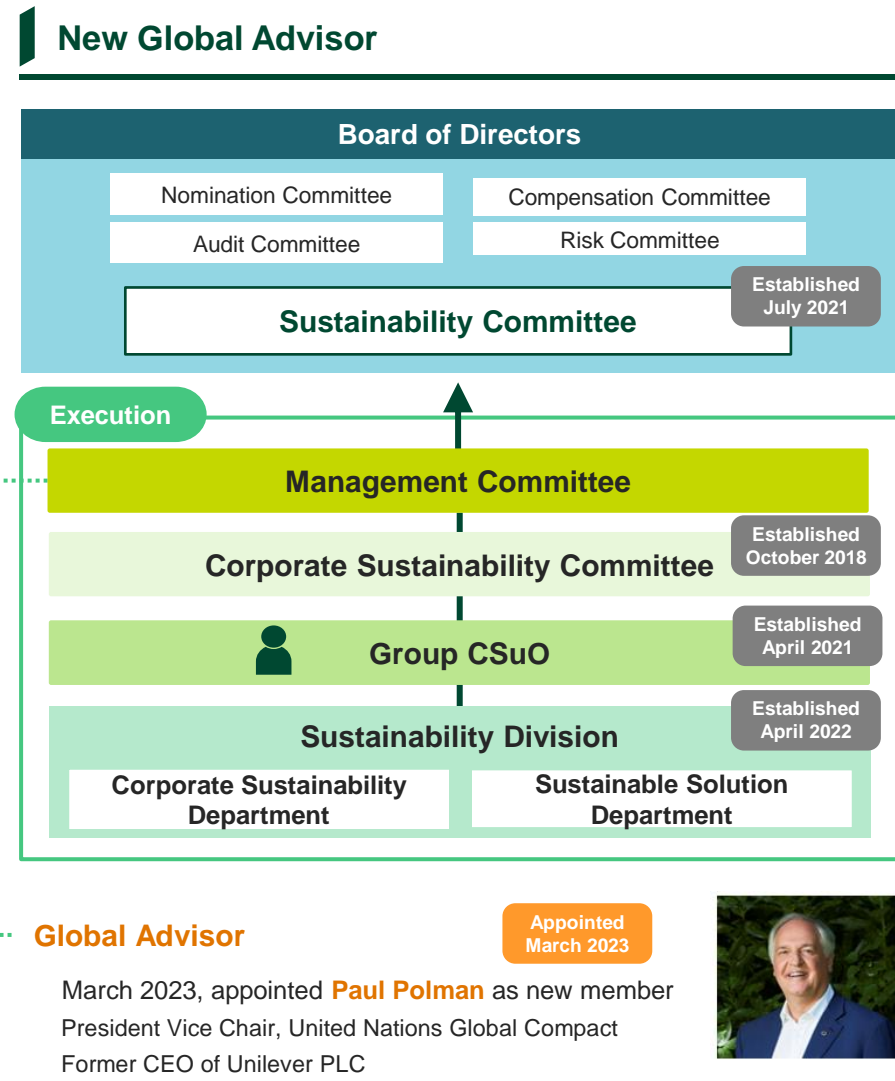 New Global Advisor
Board of Directors
Nomination Committee
Compensation Committee
Audit Committee
Risk Committee
Established
July 2021
Sustainability Committee
Execution
Management Committee
Established
October 2018
Corporate Sustainability Committee
Established
April 2021
Group CSuO
Established
April 2022
Sustainability Division
Corporate Sustainability
Department
Sustainable Solution
Department
Global Advisor
Appointed
March 2023
March 2023, appointed Paul Polman as new member
President Vice Chair, United Nations Global Compact
Former CEO of Unilever PLC